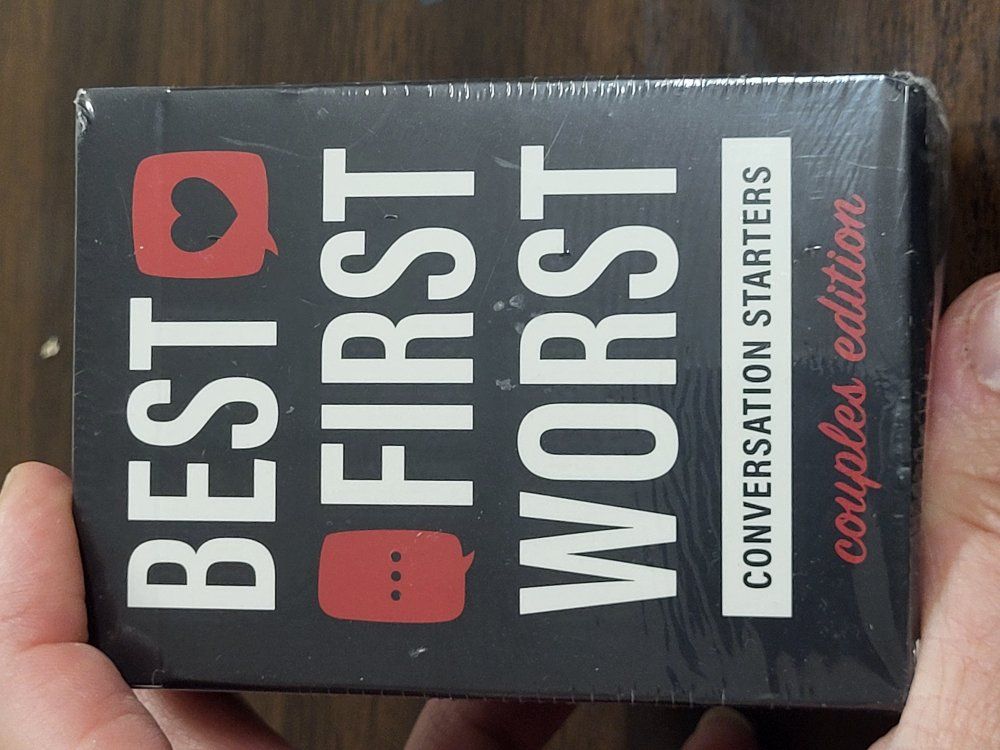 BEST
FIRST
WORST
CONVERSATION STARTERS
couples edition